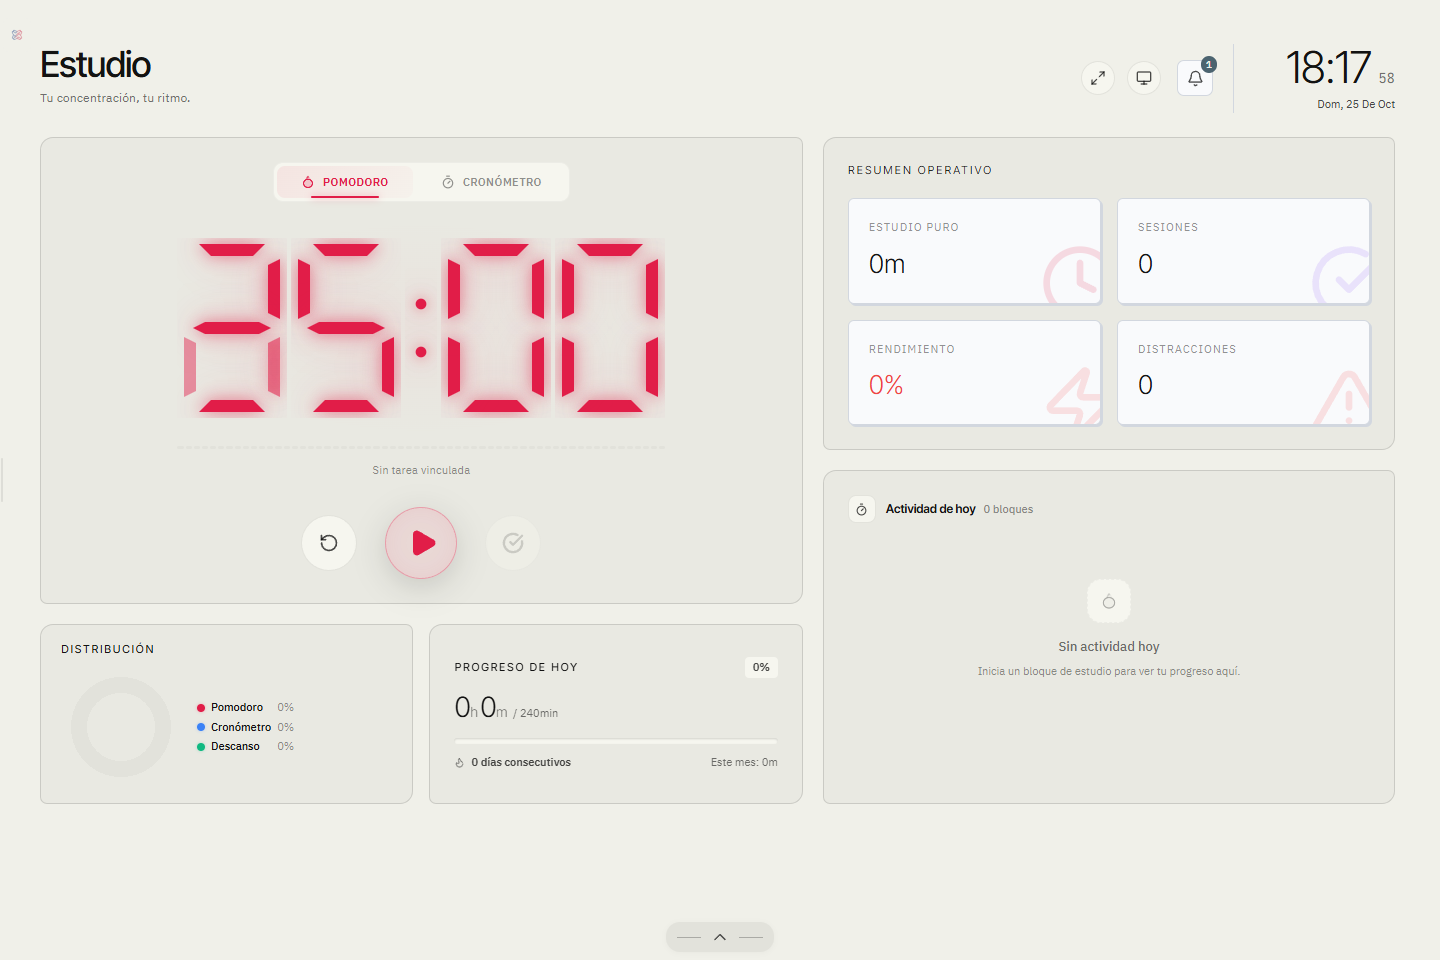 Estudio
Tu concentración, tu ritmo.
1
18:17 58
Dom, 25 De Oct
POMODORO
CRONÓMETRO
Sin tarea vinculada
RESUMEN OPERATIVO
ESTUDIO PURO
0m
SESIONES
0
RENDIMIENTO
0%
DISTRACCIONES
0
Actividad de hoy 0 bloques
Sin actividad hoy
Inicia un bloque de estudio para ver tu progreso aquí.
DISTRIBUCIÓN
Pomodoro 0%
Cronómetro 0%
Descanso 0%
PROGRESO DE HOY 0%
0h 0m / 240min
0 días consecutivos Este mes: 0m